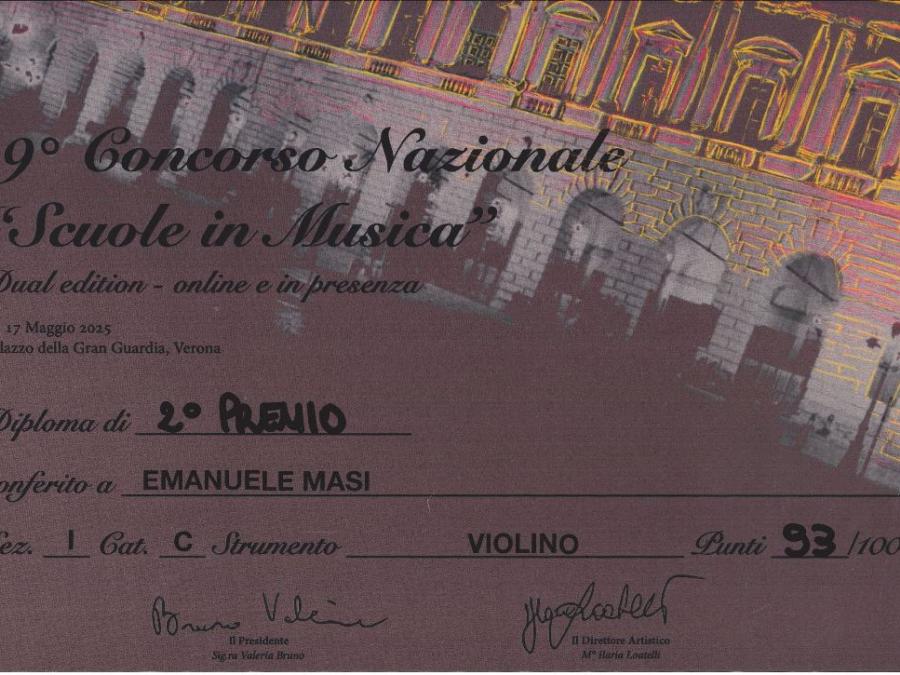 9° Concorso Nazionale
“Scuole in Musica”
Dual edition - online e in presenza
17 Maggio 2025
lazzo della Gran Guardia, Verona
Diploma di 2° PREMIO
onferito a EMANUELE MASI
Sez. I Cat. C Strumento VIOLINO Punti 93 /100
Il Presidente Il Direttore Artistico
Sig.ra Valeria Bruno M° Ilaria Loatelli